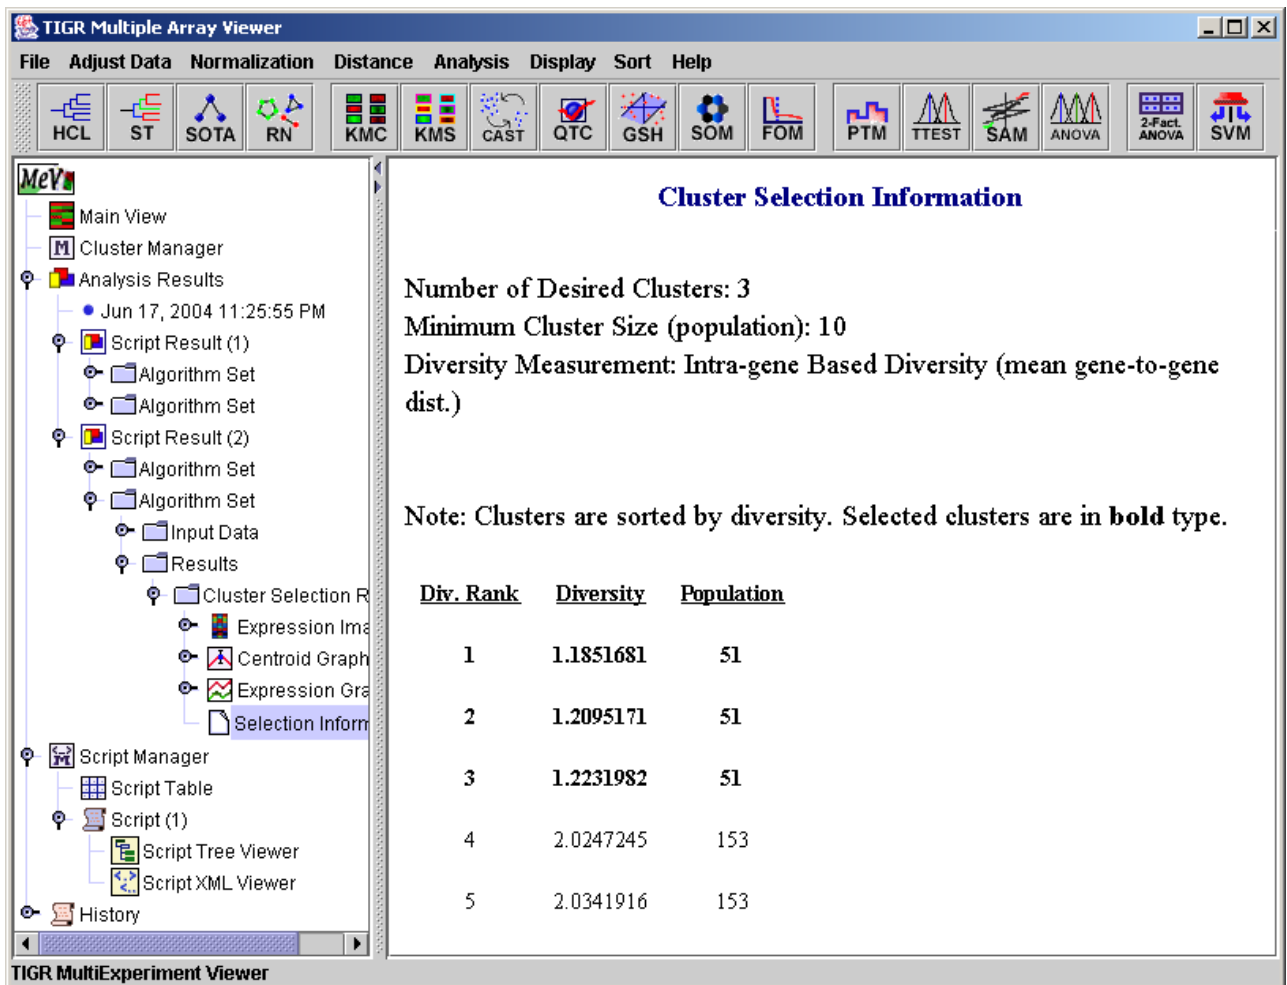 TIGR Multiple Array Viewer
File Adjust Data Normalization Distance Analysis Display Sort Help
HCL ST SOTA RN KMC KMS CAST QTC GSH SOM FOM PTM TTEST SAM ANOVA 2-Fact. ANOVA SVM
MeV
Main View
M Cluster Manager
Analysis Results
Jun 17, 2004 11:25:55 PM
Script Result (1)
Algorithm Set
Algorithm Set
Script Result (2)
Algorithm Set
Algorithm Set
Input Data
Results
Cluster Selection R
Expression Ima
Centroid Graph
Expression Gra
Selection Inform
Script Manager
Script Table
Script (1)
Script Tree Viewer
Script XML Viewer
History
Cluster Selection Information
Number of Desired Clusters: 3
Minimum Cluster Size (population): 10
Diversity Measurement: Intra-gene Based Diversity (mean gene-to-gene
dist.)
Note: Clusters are sorted by diversity. Selected clusters are in bold type.
Div. Rank Diversity Population
1 1.1851681 51
2 1.2095171 51
3 1.2231982 51
4 2.0247245 153
5 2.0341916 153
TIGR MultiExperiment Viewer